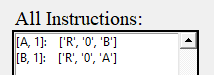 All Instructions:
[A, 1]: ['R', '0', 'B']
[B, 1]: ['R', '0', 'A']